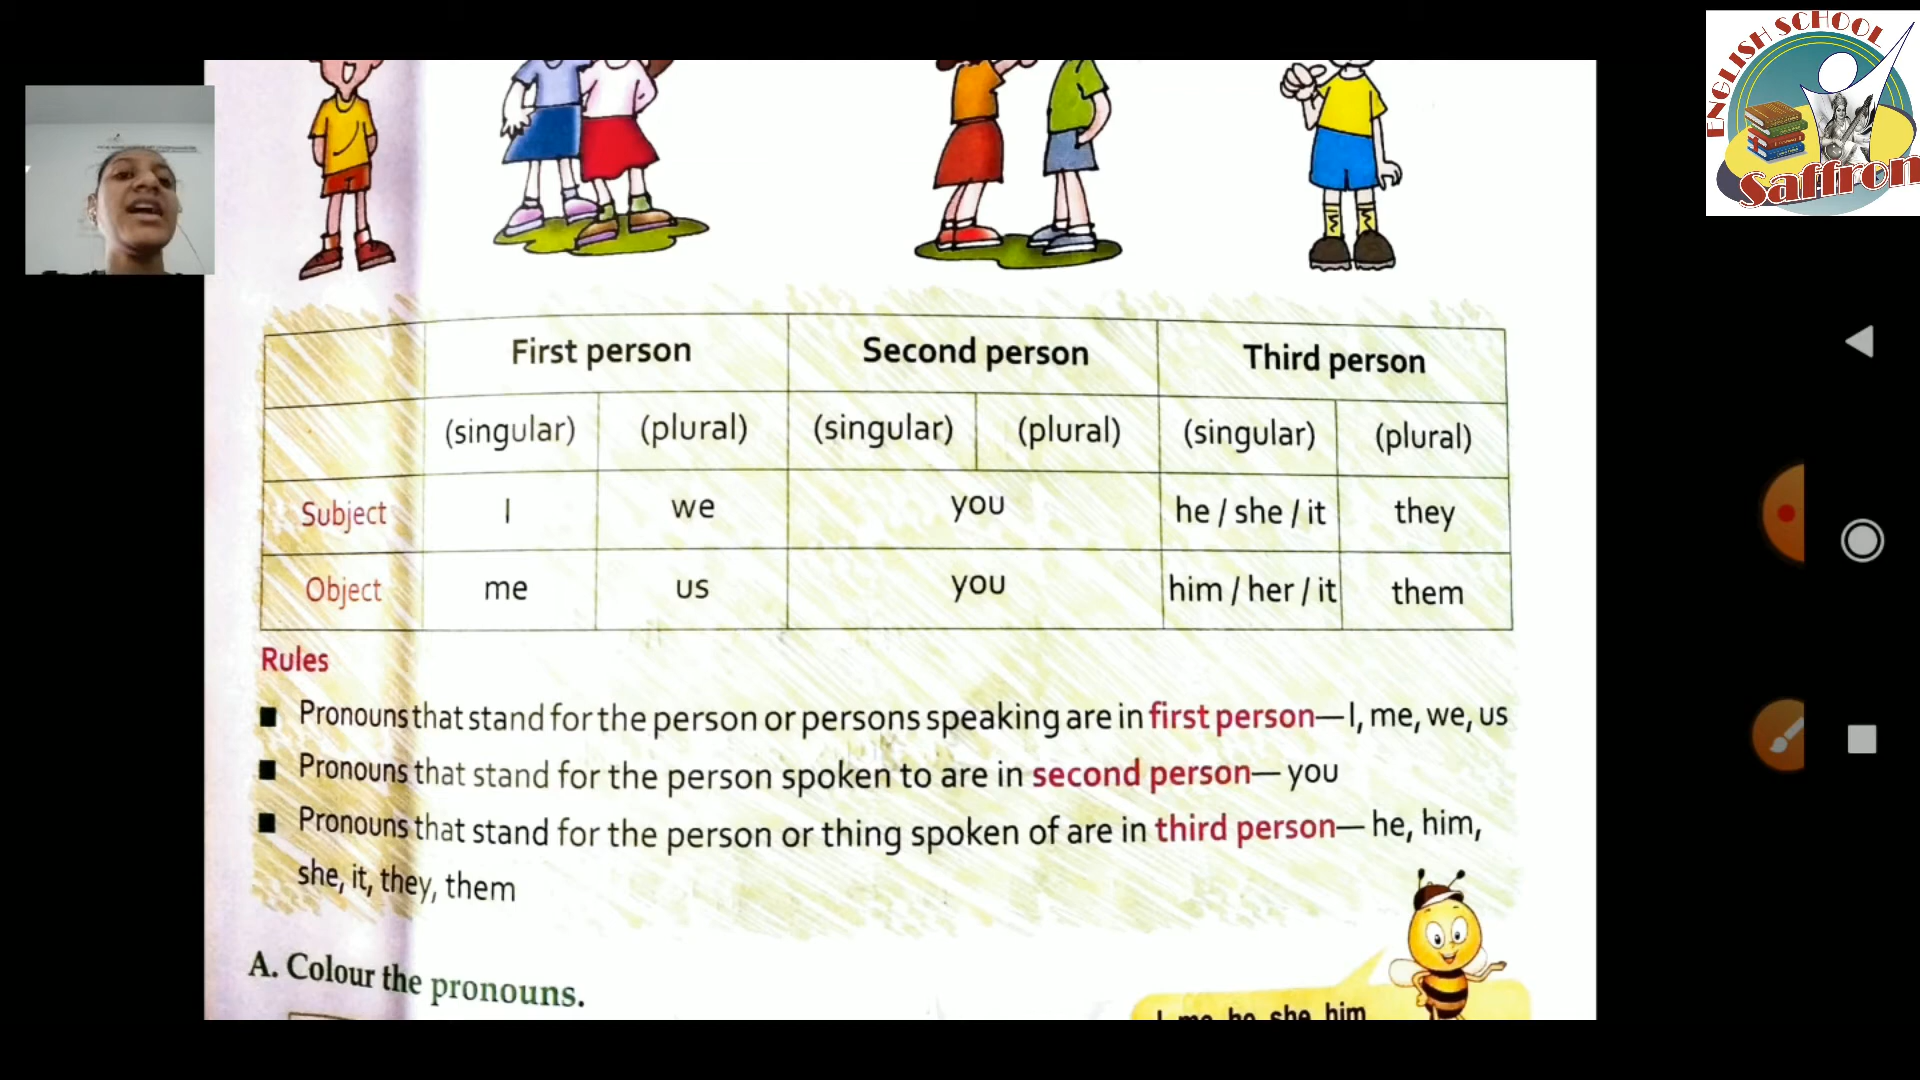 ENGLISH SCHOOL
Saffron
First person Second person Third person
(singular) (plural) (singular) (plural) (singular) (plural)
Subject I we you he / she / it they
Object me us you him / her / it them
Rules
■ Pronouns that stand for the person or persons speaking are in first person—I, me, we, us
■ Pronouns that stand for the person spoken to are in second person— you
■ Pronouns that stand for the person or thing spoken of are in third person— he, him,
she, it, they, them
A. Colour the pronouns.
I, me, he, she, him